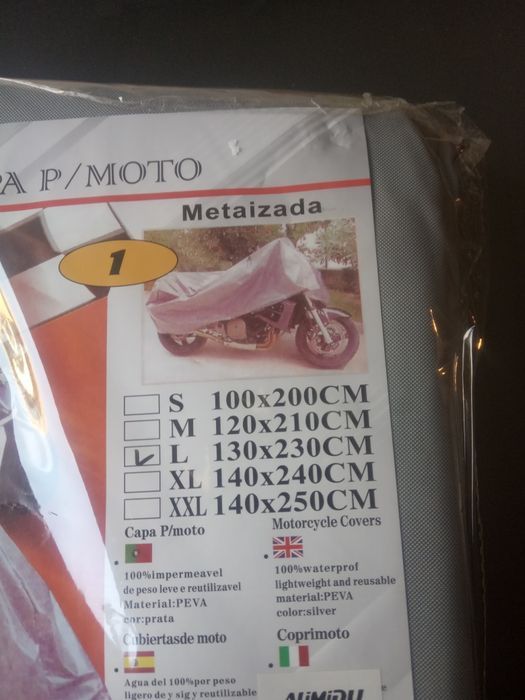 PA P/MOTO
Metaizada
1
S 100x200CM
M 120x210CM
L 130x230CM
XL 140x240CM
XXL 140x250CM
Capa P/moto
100%impermeavel
de peso leve e reutilizavel
Material:PEVA
cor:prata
Motorcycle Covers
100%waterprof
lightweight and reusable
material:PEVA
color:silver
Cubiertasde moto
Agua del 100%por peso
ligero de y sig y reutilizable
Coprimoto
AUMIDU